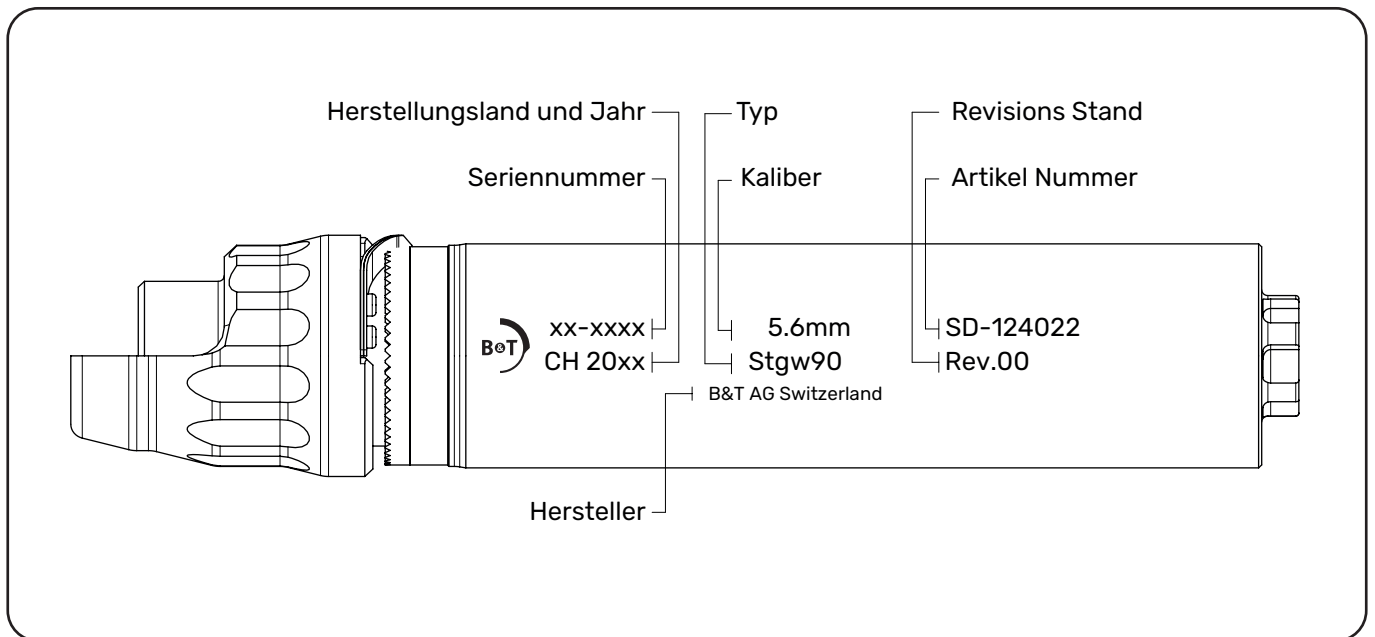 Herstellungsland und Jahr
Typ
Revisions Stand
Seriennummer
Kaliber
Artikel Nummer
B&T
xx-xxxx
5.6mm
SD-124022
CH 20xx
Stgw90
Rev.00
B&T AG Switzerland
Hersteller